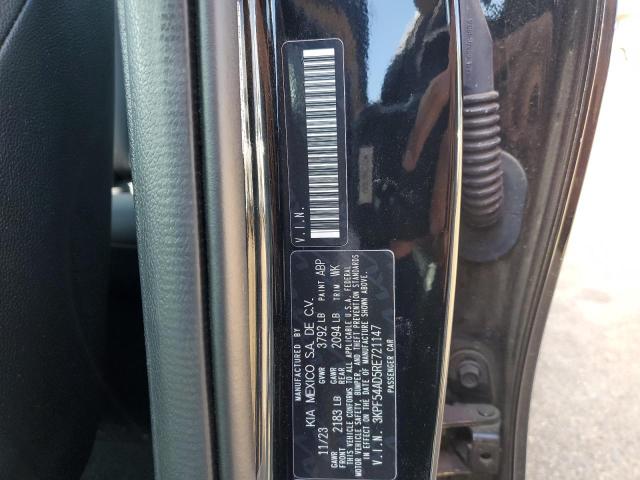 V.I.N.
MANUFACTURED BY
KIA MEXICO S.A. DE C.V.
11/23 GVWR 3792 LB PAINT ABP
GAWR FRONT 2183 LB GAWR REAR 2094 LB TRIM WK
THIS VEHICLE CONFORMS TO ALL APPLICABLE U.S.A. FEDERAL
MOTOR VEHICLE SAFETY, BUMPER, AND THEFT PREVENTION STANDARDS
IN EFFECT ON THE DATE OF MANUFACTURE SHOWN ABOVE.
V.I.N. 3KPF54AD5RE721147
PASSENGER CAR